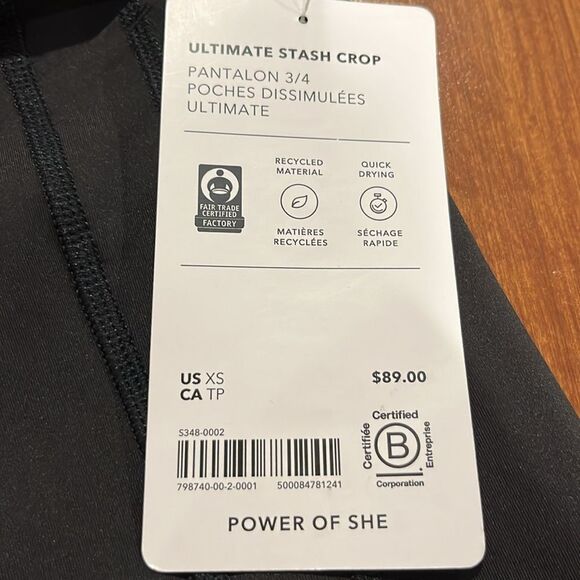 ULTIMATE STASH CROP
PANTALON 3/4
POCHES DISSIMULÉES
ULTIMATE
FAIR TRADE
CERTIFIED
FACTORY
RECYCLED
MATERIAL
MATIÈRES
RECYCLÉES
QUICK
DRYING
SÉCHAGE
RAPIDE
US XS
CA TP
$89.00
S348-0002
798740-00-2-0001 500084781241
Certified
Certifiée
B
Entreprise
Corporation
POWER OF SHE